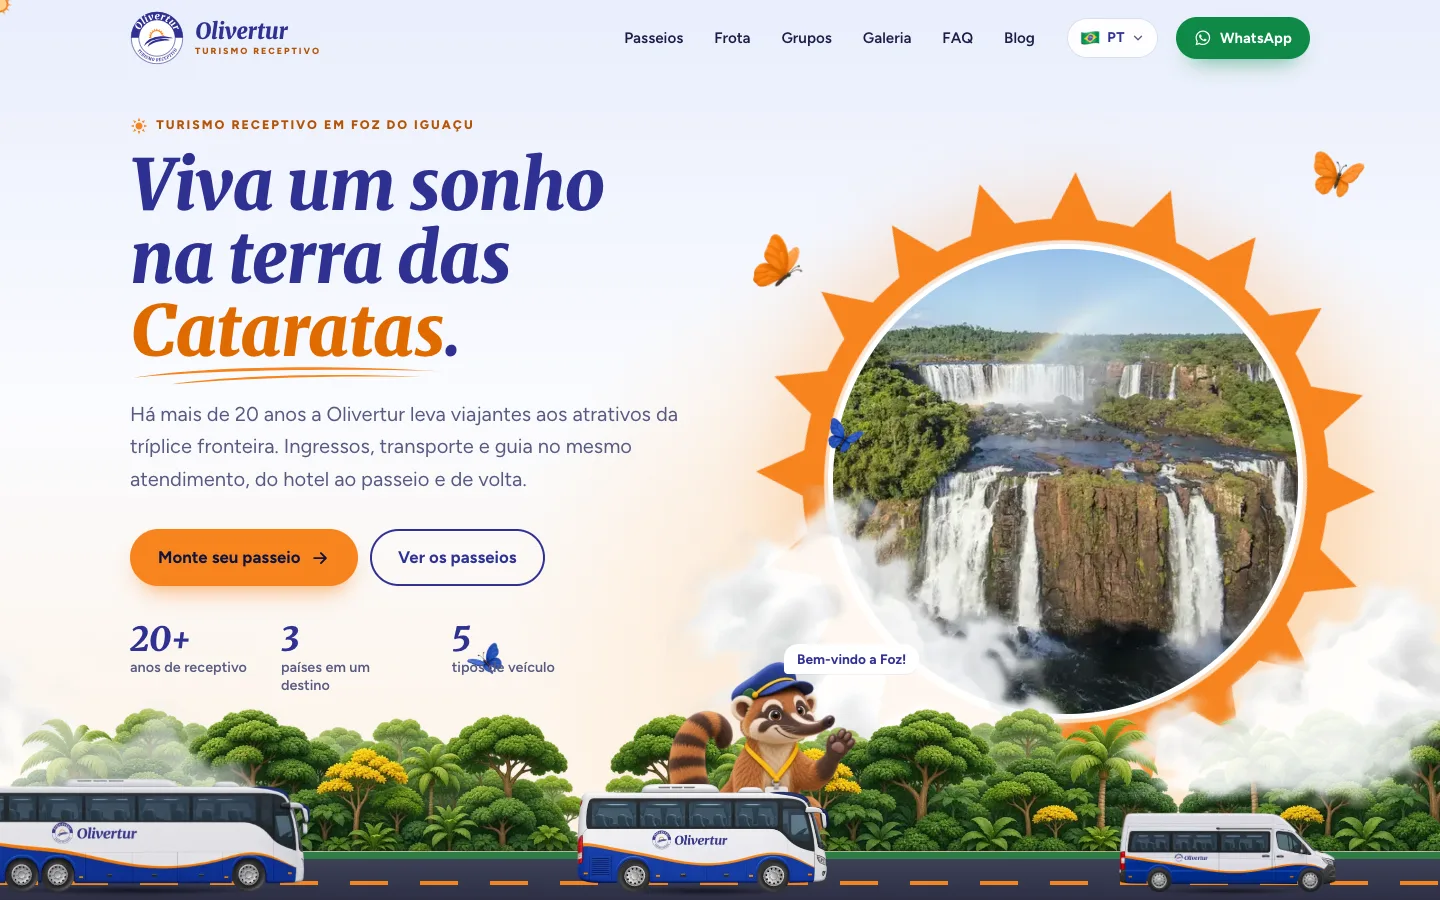 Olivertur
TURISMO RECEPTIVO
Olivertur
TURISMO RECEPTIVO
Passeios
Frota
Grupos
Galeria
FAQ
Blog
PT
WhatsApp
TURISMO RECEPTIVO EM FOZ DO IGUAÇU
Viva um sonho
na terra das
Cataratas.
Há mais de 20 anos a Olivertur leva viajantes aos atrativos da
tríplice fronteira. Ingressos, transporte e guia no mesmo
atendimento, do hotel ao passeio e de volta.
Monte seu passeio
Ver os passeios
20+
anos de receptivo
3
países em um
destino
5
tipos de veículo
Bem-vindo a Foz!
Olivertur
Olivertur
Olivertur